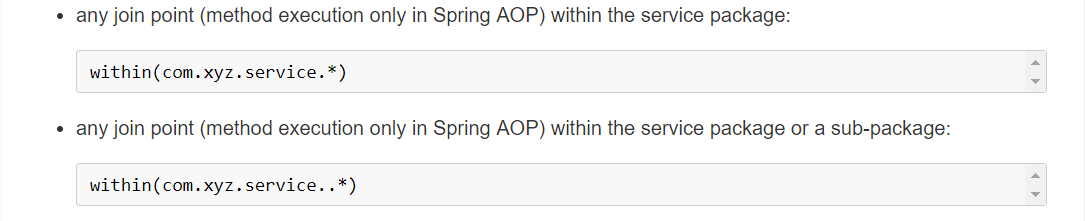 any join point (method execution only in Spring AOP) within the service package:
within(com.xyz.service.*)
any join point (method execution only in Spring AOP) within the service package or a sub-package:
within(com.xyz.service..*)